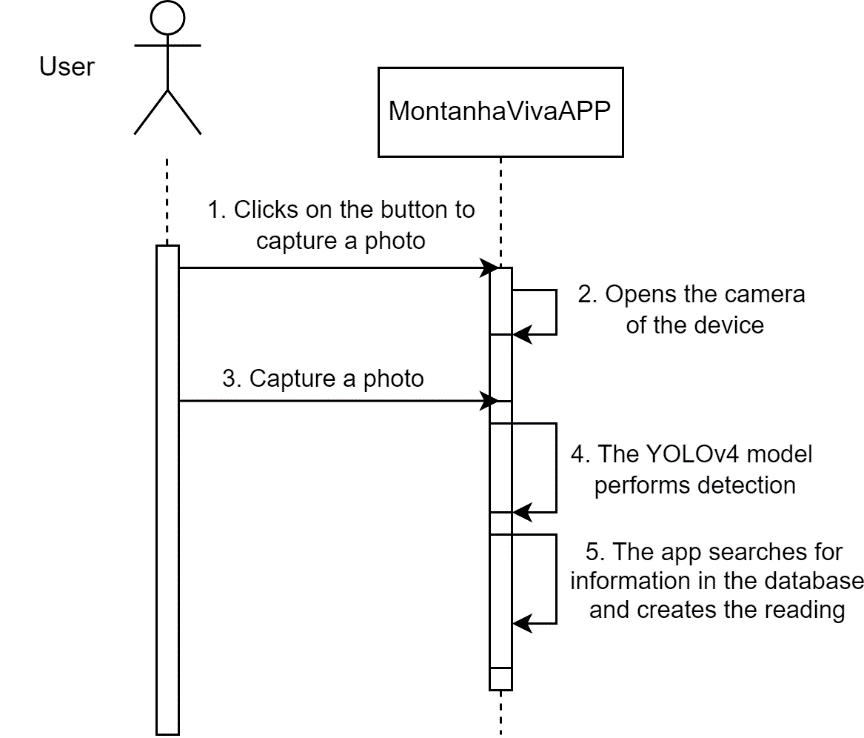 User
MontanhaVivaAPP
1. Clicks on the button to
capture a photo
2. Opens the camera
of the device
3. Capture a photo
4. The YOLOv4 model
performs detection
5. The app searches for
information in the database
and creates the reading